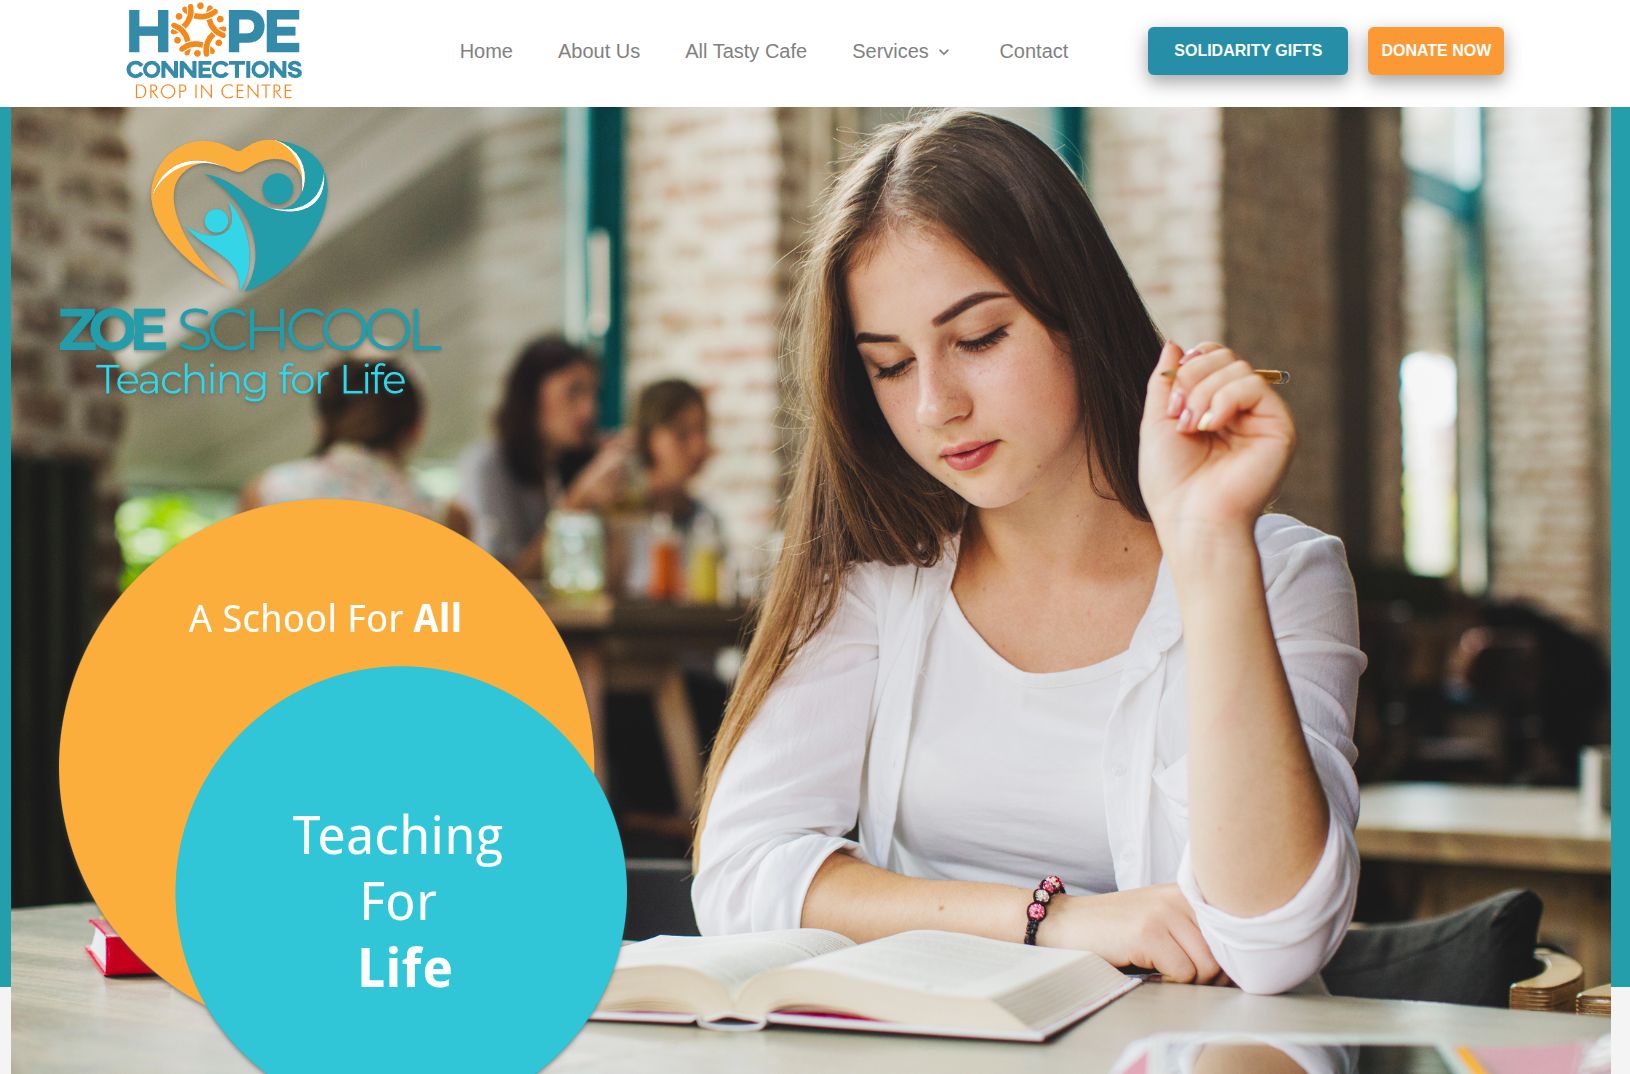 HOPE
CONNECTIONS
DROP IN CENTRE
Home
About Us
All Tasty Cafe
Services
Contact
SOLIDARITY GIFTS
DONATE NOW
ZOE SCHCOOL
Teaching for Life
A School For All
Teaching
For
Life